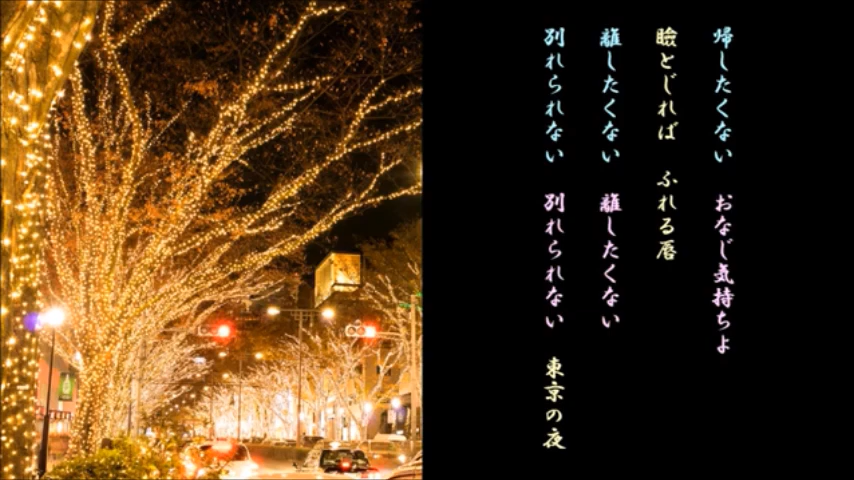 帰したくない　おなじ気持ちよ
瞼とじれば　ふれる唇
離したくない　離したくない
別れられない　別れられない　東京の夜